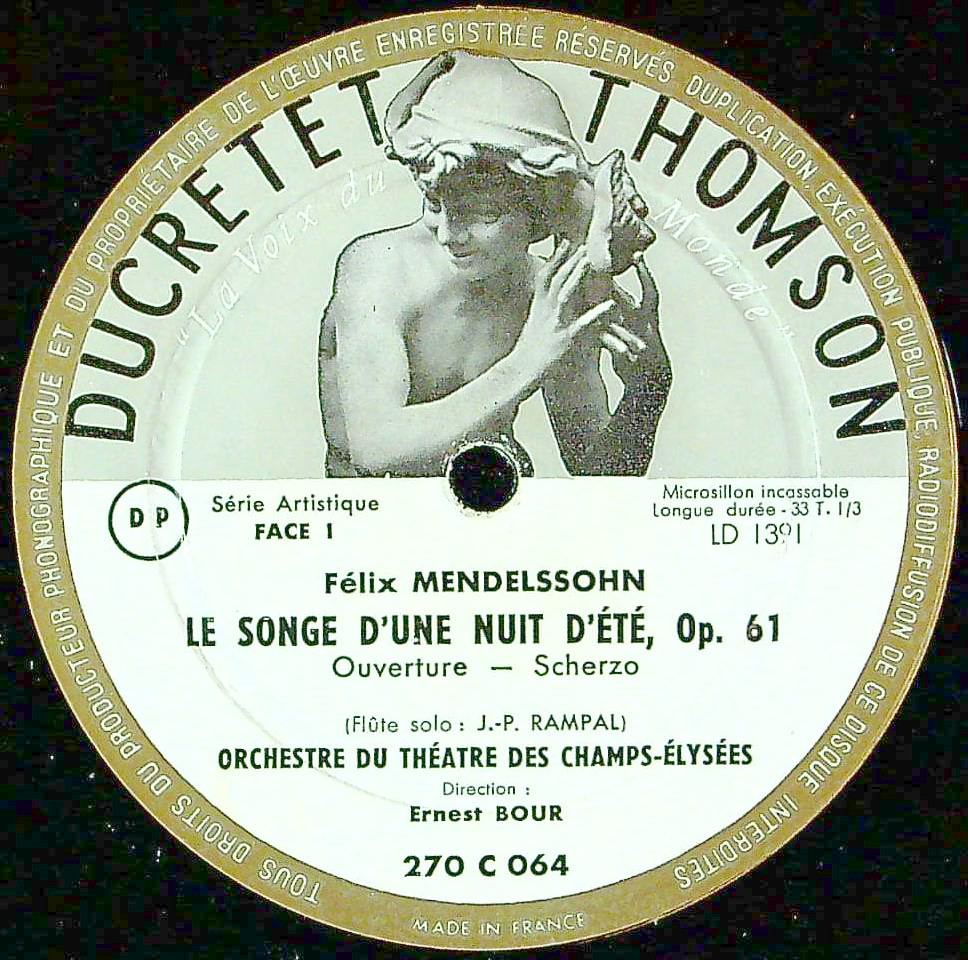 TOUS DROITS DU PRODUCTEUR PHONOGRAPHIQUE ET DU PROPRIÉTAIRE DE L'ŒUVRE ENREGISTRÉE RÉSERVÉS DUPLICATION, EXÉCUTION PUBLIQUE, RADIODIFFUSION DE CE DISQUE INTERDITES
DUCRETET THOMSON
"La Voix du Monde"
DP
Série Artistique
FACE 1
Microsillon incassable
Longue durée - 33 T. 1/3
LD 1391
Félix MENDELSSOHN
LE SONGE D'UNE NUIT D'ÉTÉ, Op. 61
Ouverture — Scherzo
(Flûte solo : J.-P. RAMPAL)
ORCHESTRE DU THÉATRE DES CHAMPS-ÉLYSÉES
Direction :
Ernest BOUR
270 C 064
MADE IN FRANCE